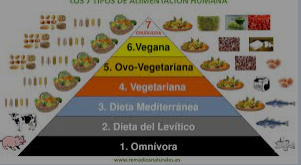 LOS 7 TIPOS DE ALIMENTACIÓN HUMANA
7
6.Vegana
5. Ovo-Vegetariana
4. Vegetariana
3. Dieta Mediterránea
2. Dieta del Levítico
1. Omnívora
www.remediosnaturales.es